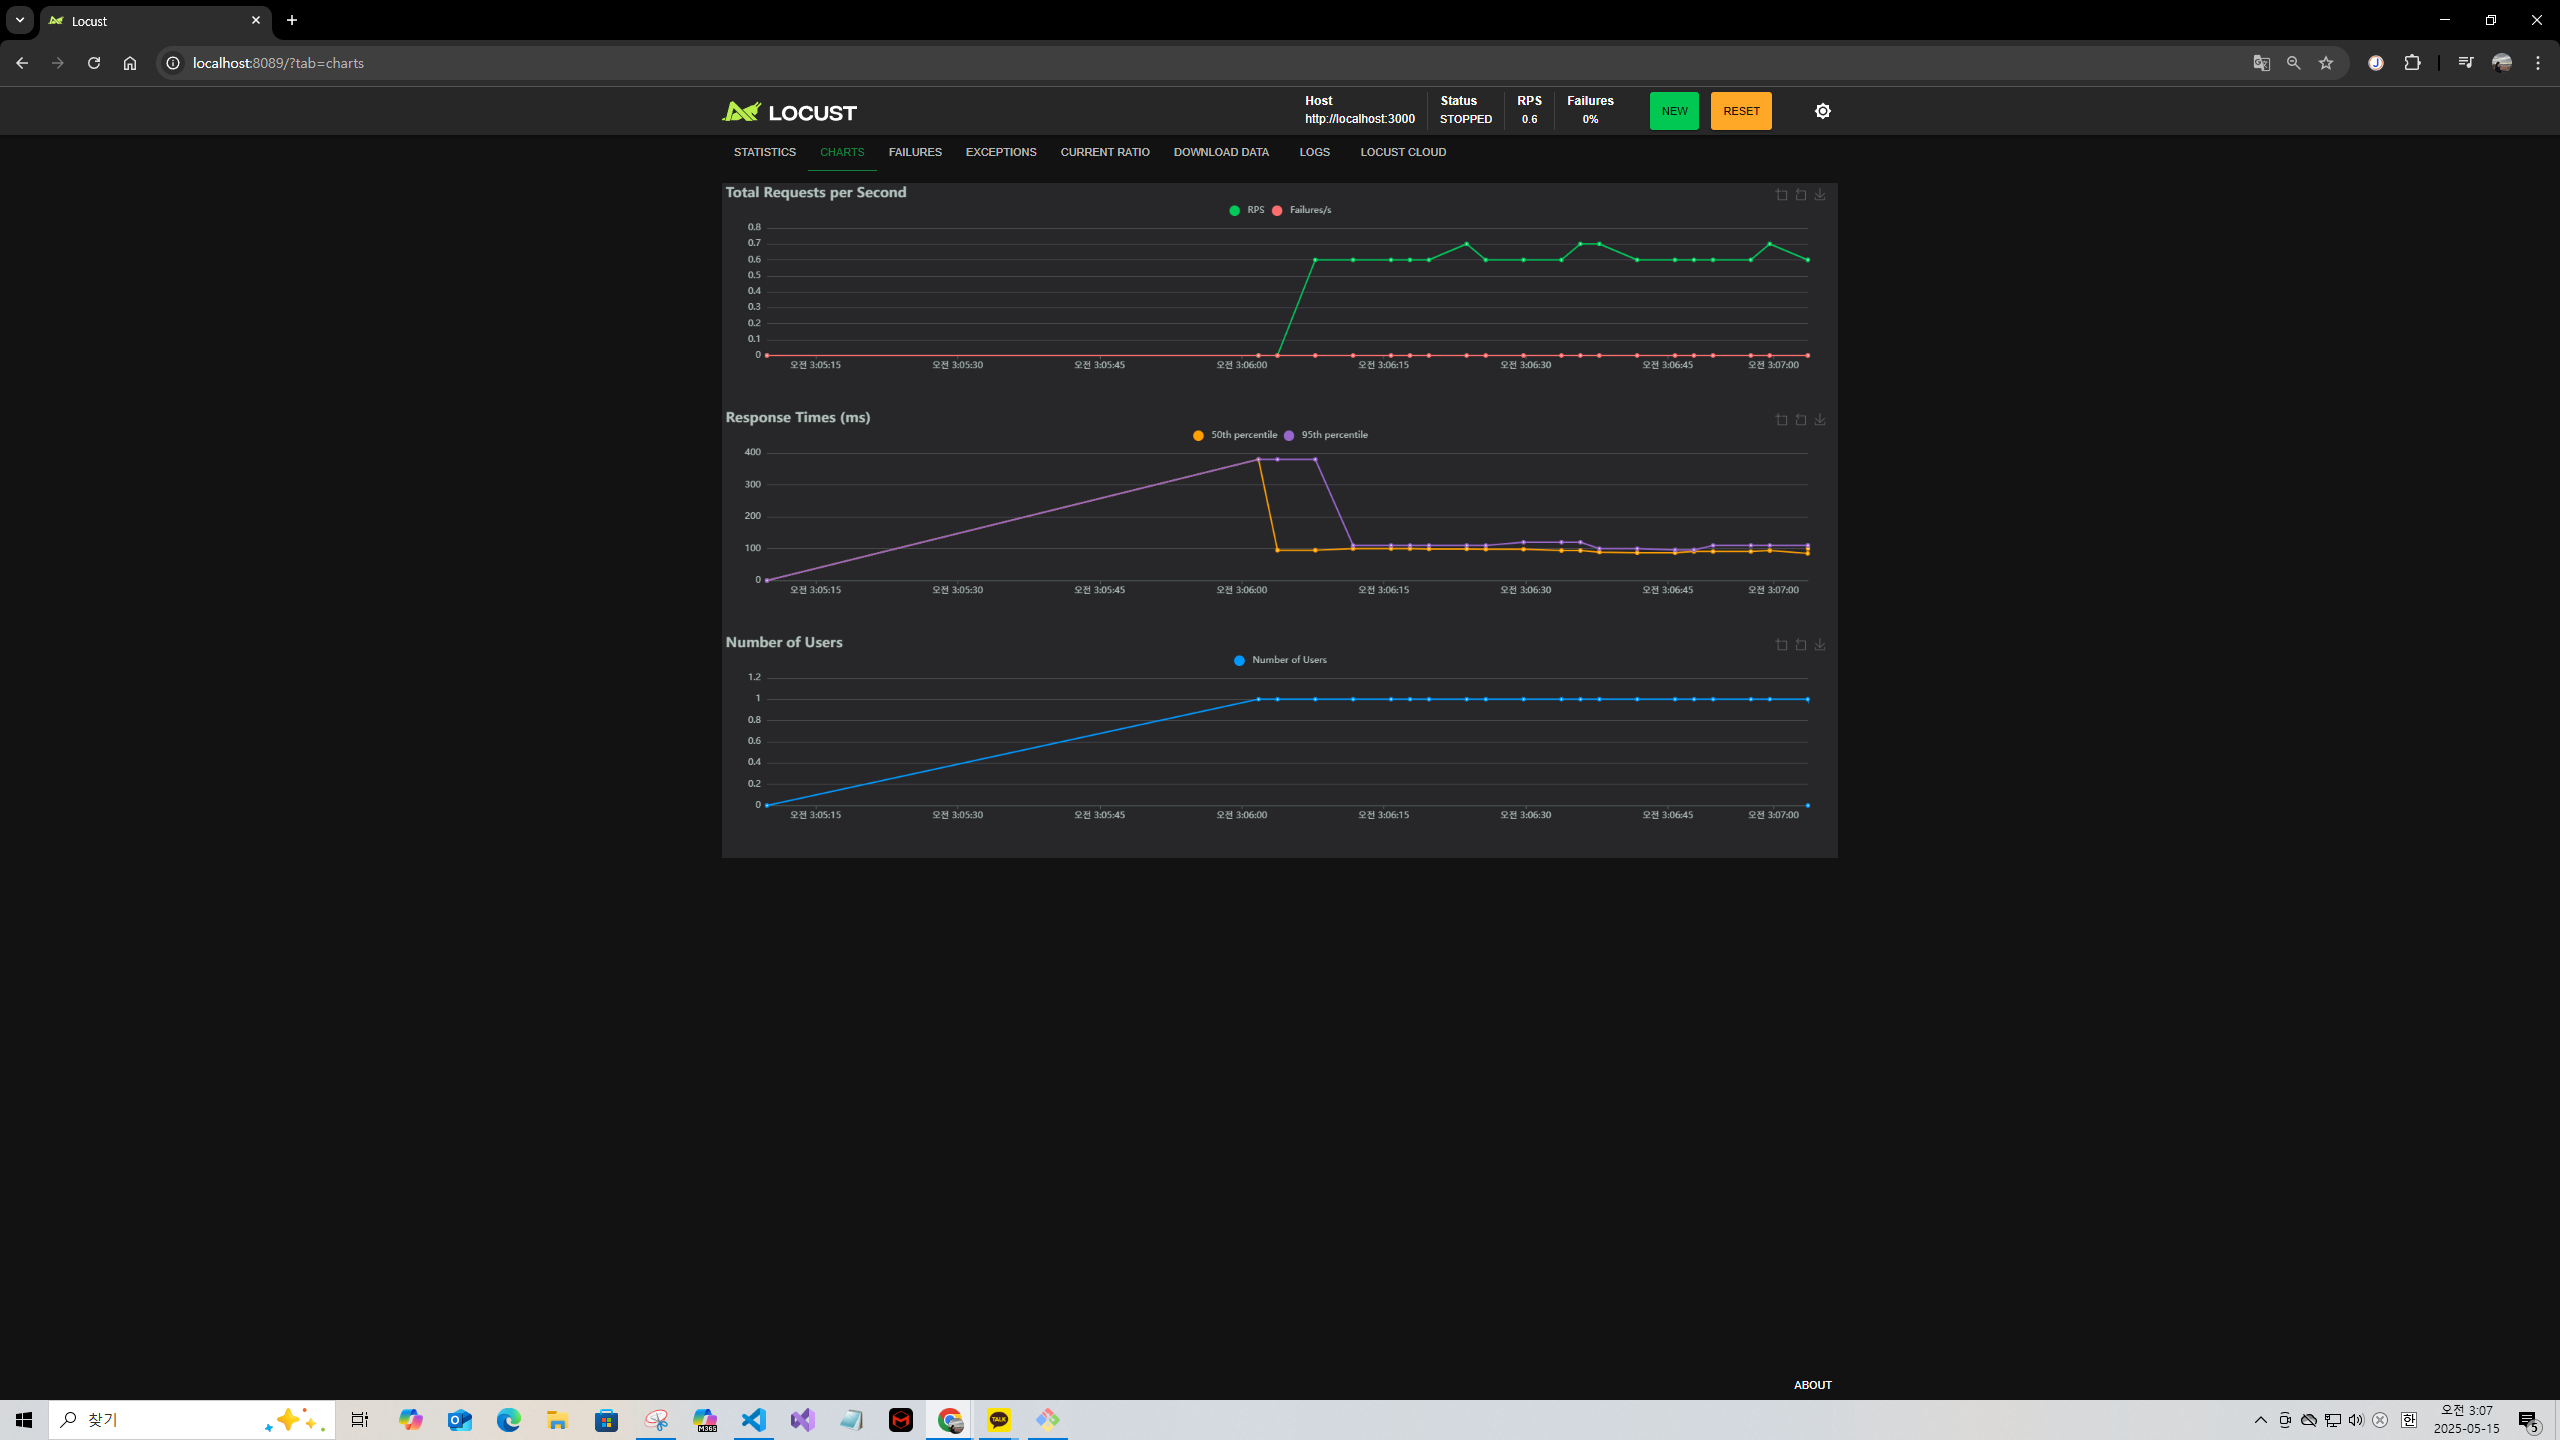 Locust
localhost:8089/?tab=charts
LOCUST
Host
http://localhost:3000
Status
STOPPED
RPS
0.6
Failures
0%
NEW
RESET
STATISTICS CHARTS FAILURES EXCEPTIONS CURRENT RATIO DOWNLOAD DATA LOGS LOCUST CLOUD
Total Requests per Second
RPS Failures/s
0.8
0.7
0.6
0.5
0.4
0.3
0.2
0.1
0
오전 3:05:15 오전 3:05:30 오전 3:05:45 오전 3:06:00 오전 3:06:15 오전 3:06:30 오전 3:06:45 오전 3:07:00
Response Times (ms)
50th percentile 95th percentile
400
300
200
100
0
오전 3:05:15 오전 3:05:30 오전 3:05:45 오전 3:06:00 오전 3:06:15 오전 3:06:30 오전 3:06:45 오전 3:07:00
Number of Users
Number of Users
1.2
1
0.8
0.6
0.4
0.2
0
오전 3:05:15 오전 3:05:30 오전 3:05:45 오전 3:06:00 오전 3:06:15 오전 3:06:30 오전 3:06:45 오전 3:07:00
ABOUT
찾기
M365
TALK
한
오전 3:07
2025-05-15
5